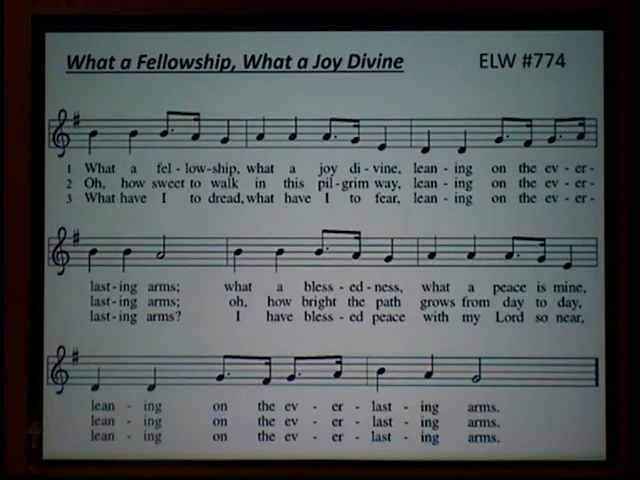 What a Fellowship, What a Joy Divine ELW #774
1 What a fel - low-ship, what a joy di - vine, lean - ing on the ev - er-
2 Oh, how sweet to walk in this pil - grim way, lean - ing on the ev - er-
3 What have I to dread, what have I to fear, lean - ing on the ev - er-
last - ing arms; what a bless - ed - ness, what a peace is mine,
last - ing arms; oh, how bright the path grows from day to day,
last - ing arms? I have bless - ed peace with my Lord so near,
lean - ing on the ev - er - last - ing arms.
lean - ing on the ev - er - last - ing arms.
lean - ing on the ev - er - last - ing arms.